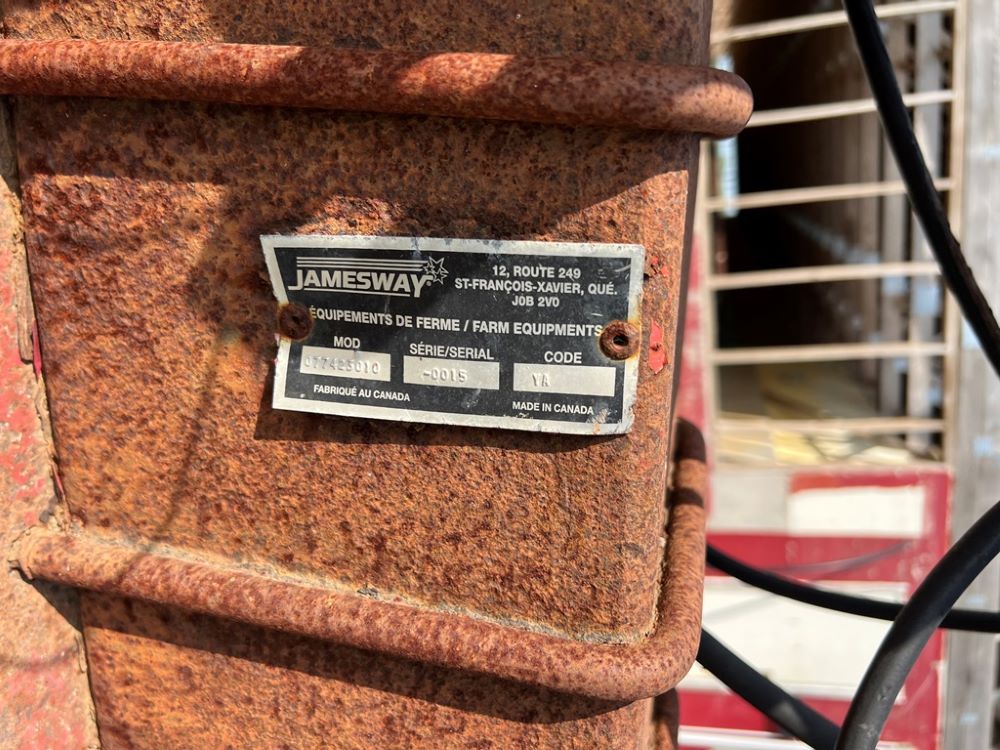 JAMESWAY
12, ROUTE 249
ST-FRANÇOIS-XAVIER, QUÉ.
J0B 2V0
ÉQUIPEMENTS DE FERME / FARM EQUIPMENTS
MOD
SÉRIE/SERIAL
CODE
077425010
-0015
YA
FABRIQUÉ AU CANADA
MADE IN CANADA